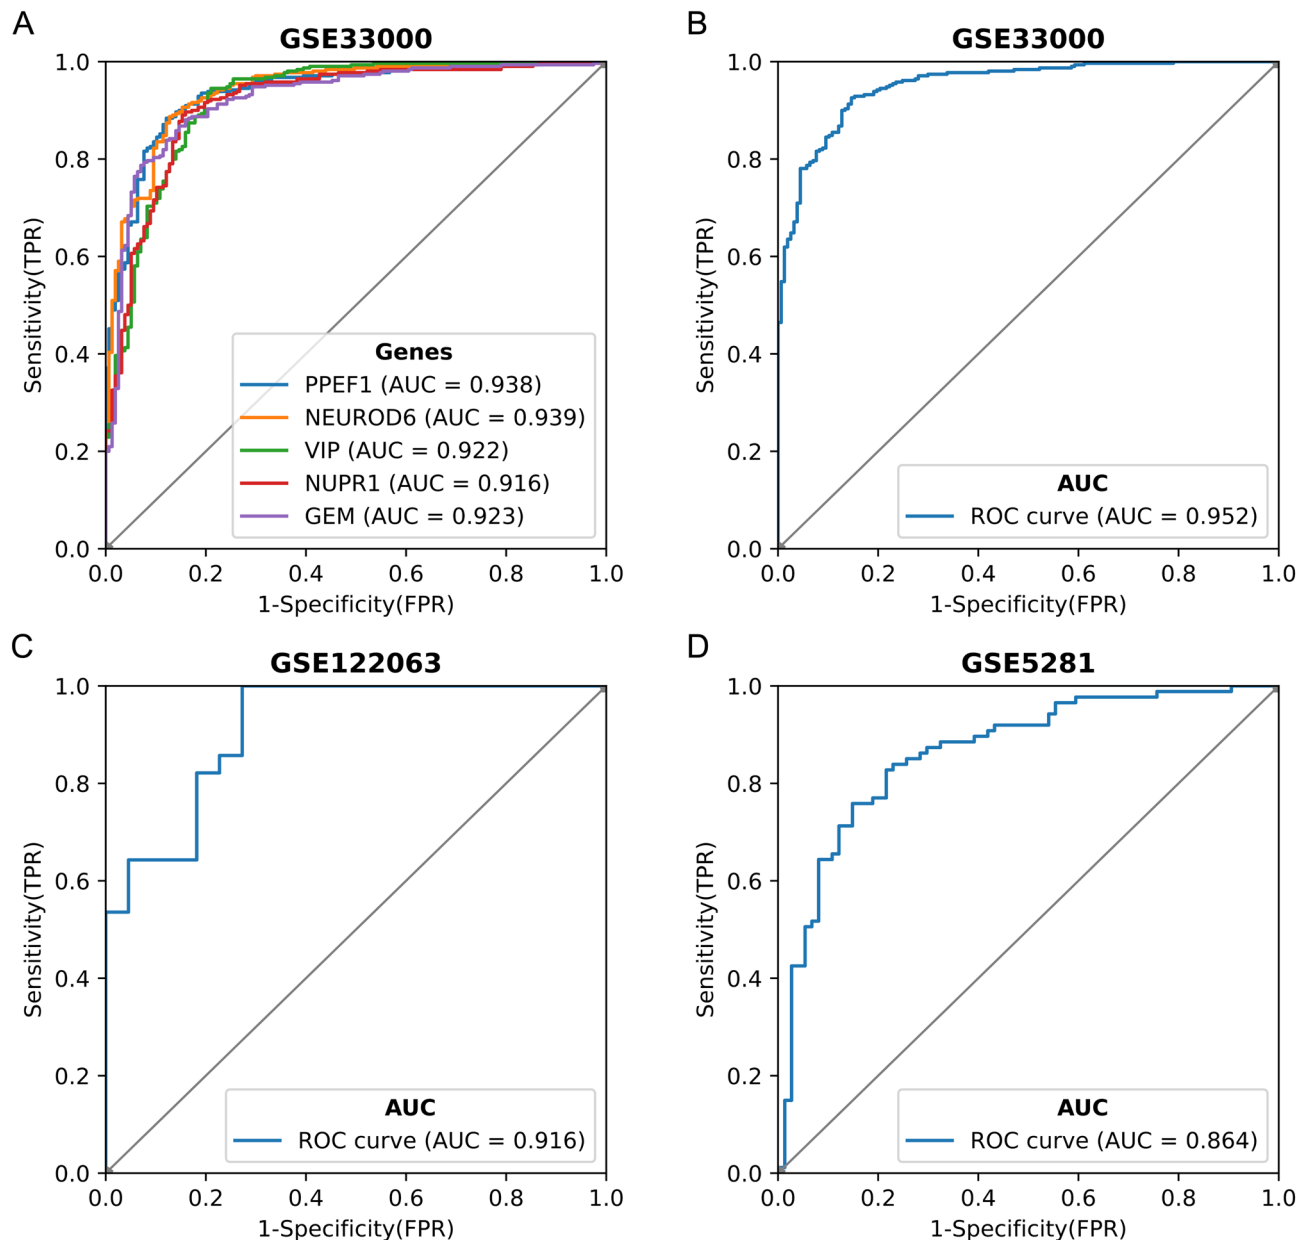 A
GSE33000
1.0
0.8
0.6
0.4
0.2
0.0
Sensitivity(TPR)
Genes
PPEF1 (AUC = 0.938)
NEUROD6 (AUC = 0.939)
VIP (AUC = 0.922)
NUPR1 (AUC = 0.916)
GEM (AUC = 0.923)
0.0 0.2 0.4 0.6 0.8 1.0
1-Specificity(FPR)
B
GSE33000
1.0
0.8
0.6
0.4
0.2
0.0
Sensitivity(TPR)
AUC
ROC curve (AUC = 0.952)
0.0 0.2 0.4 0.6 0.8 1.0
1-Specificity(FPR)
C
GSE122063
1.0
0.8
0.6
0.4
0.2
0.0
Sensitivity(TPR)
AUC
ROC curve (AUC = 0.916)
0.0 0.2 0.4 0.6 0.8 1.0
1-Specificity(FPR)
D
GSE5281
1.0
0.8
0.6
0.4
0.2
0.0
Sensitivity(TPR)
AUC
ROC curve (AUC = 0.864)
0.0 0.2 0.4 0.6 0.8 1.0
1-Specificity(FPR)